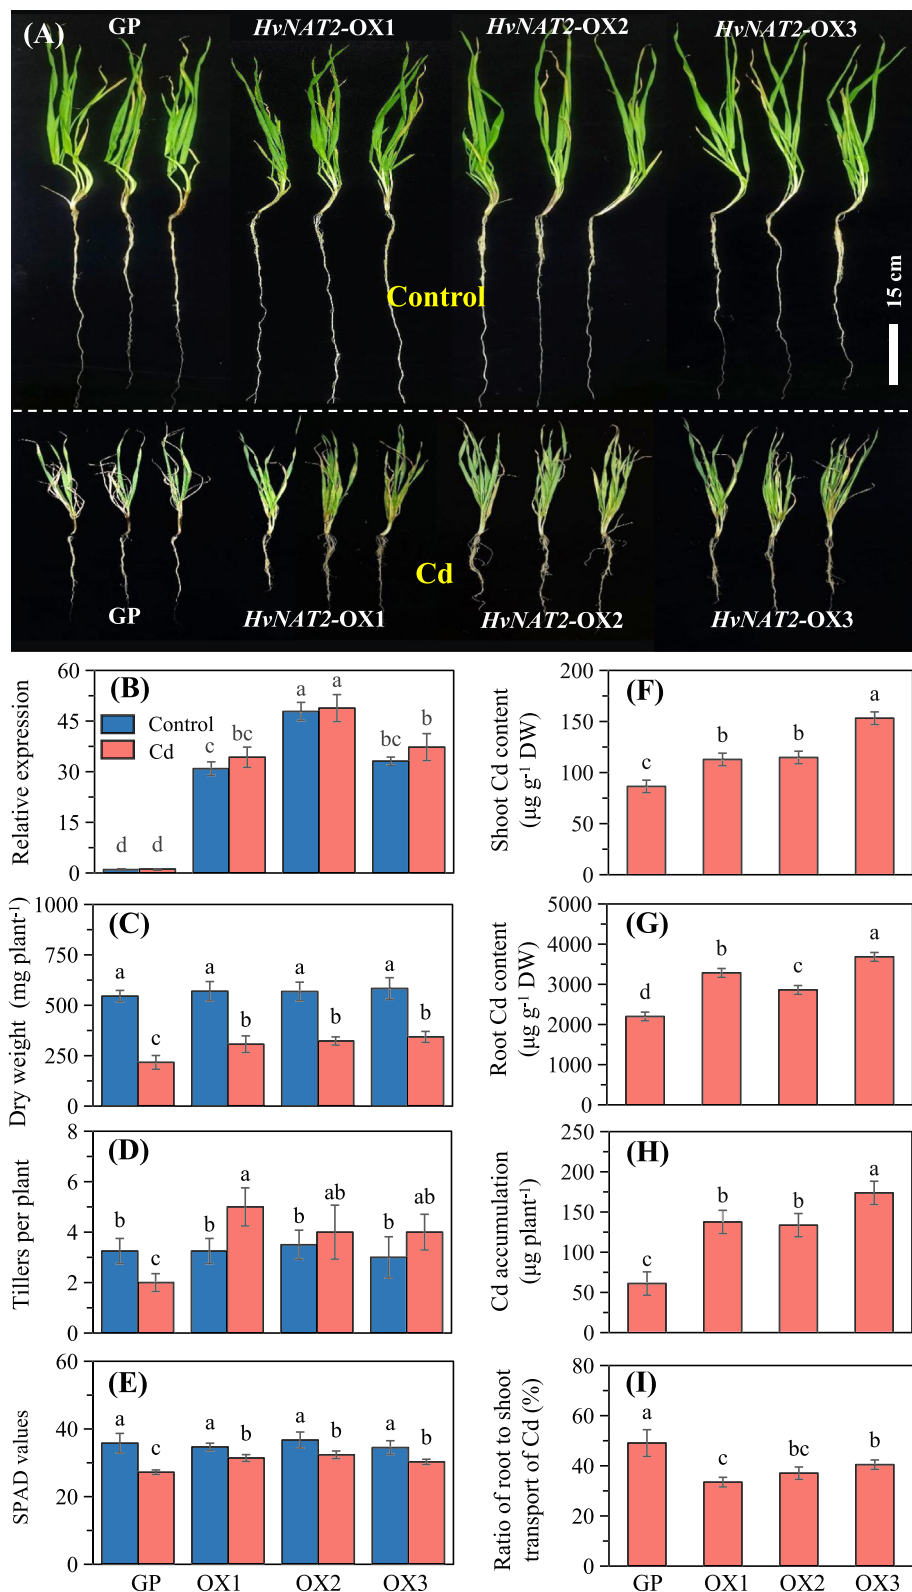 (A)
GP HvNAT2-OX1 HvNAT2-OX2 HvNAT2-OX3
Control
15 cm
Cd
GP HvNAT2-OX1 HvNAT2-OX2 HvNAT2-OX3
(B)
Relative expression
60
45
30
15
0
Control
Cd
d d c bc a a bc b
(C)
Dry weight (mg plant⁻¹)
1000
750
500
250
0
a c a b a b a b
(D)
Tillers per plant
8
6
4
2
0
b c b a b ab b ab
(E)
SPAD values
60
40
20
0
a c a b a b a b
GP OX1 OX2 OX3
(F)
Shoot Cd content
(μg g⁻¹ DW)
200
150
100
50
0
c b b a
(G)
Root Cd content
(μg g⁻¹ DW)
5000
4000
3000
2000
1000
0
d b c a
(H)
Cd accumulation
(μg plant⁻¹)
250
200
150
100
50
0
c b b a
(I)
Ratio of root to shoot
transport of Cd (%)
80
60
40
20
0
a c bc b
GP OX1 OX2 OX3